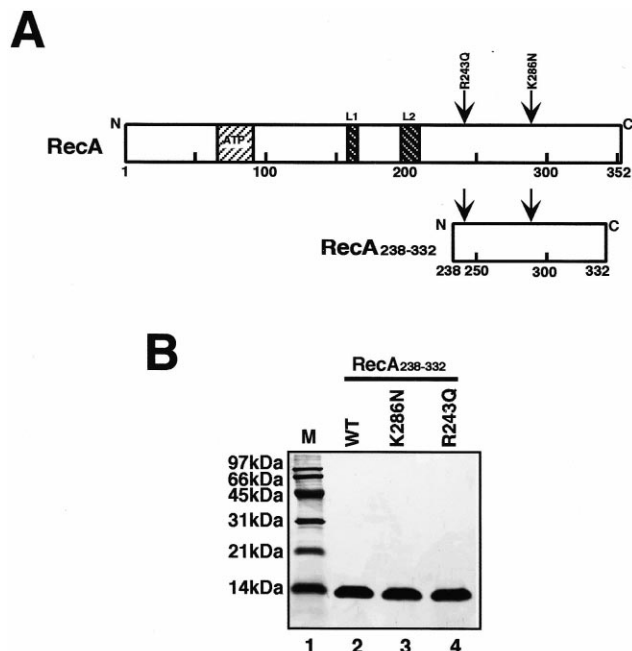 A
R243Q K286N
N L1 L2 C
RecA ATP
1 100 200 300 352
N C
RecA238-332
238 250 300 332
B
RecA238-332
M WT K286N R243Q
97kDa
66kDa
45kDa
31kDa
21kDa
14kDa
1 2 3 4